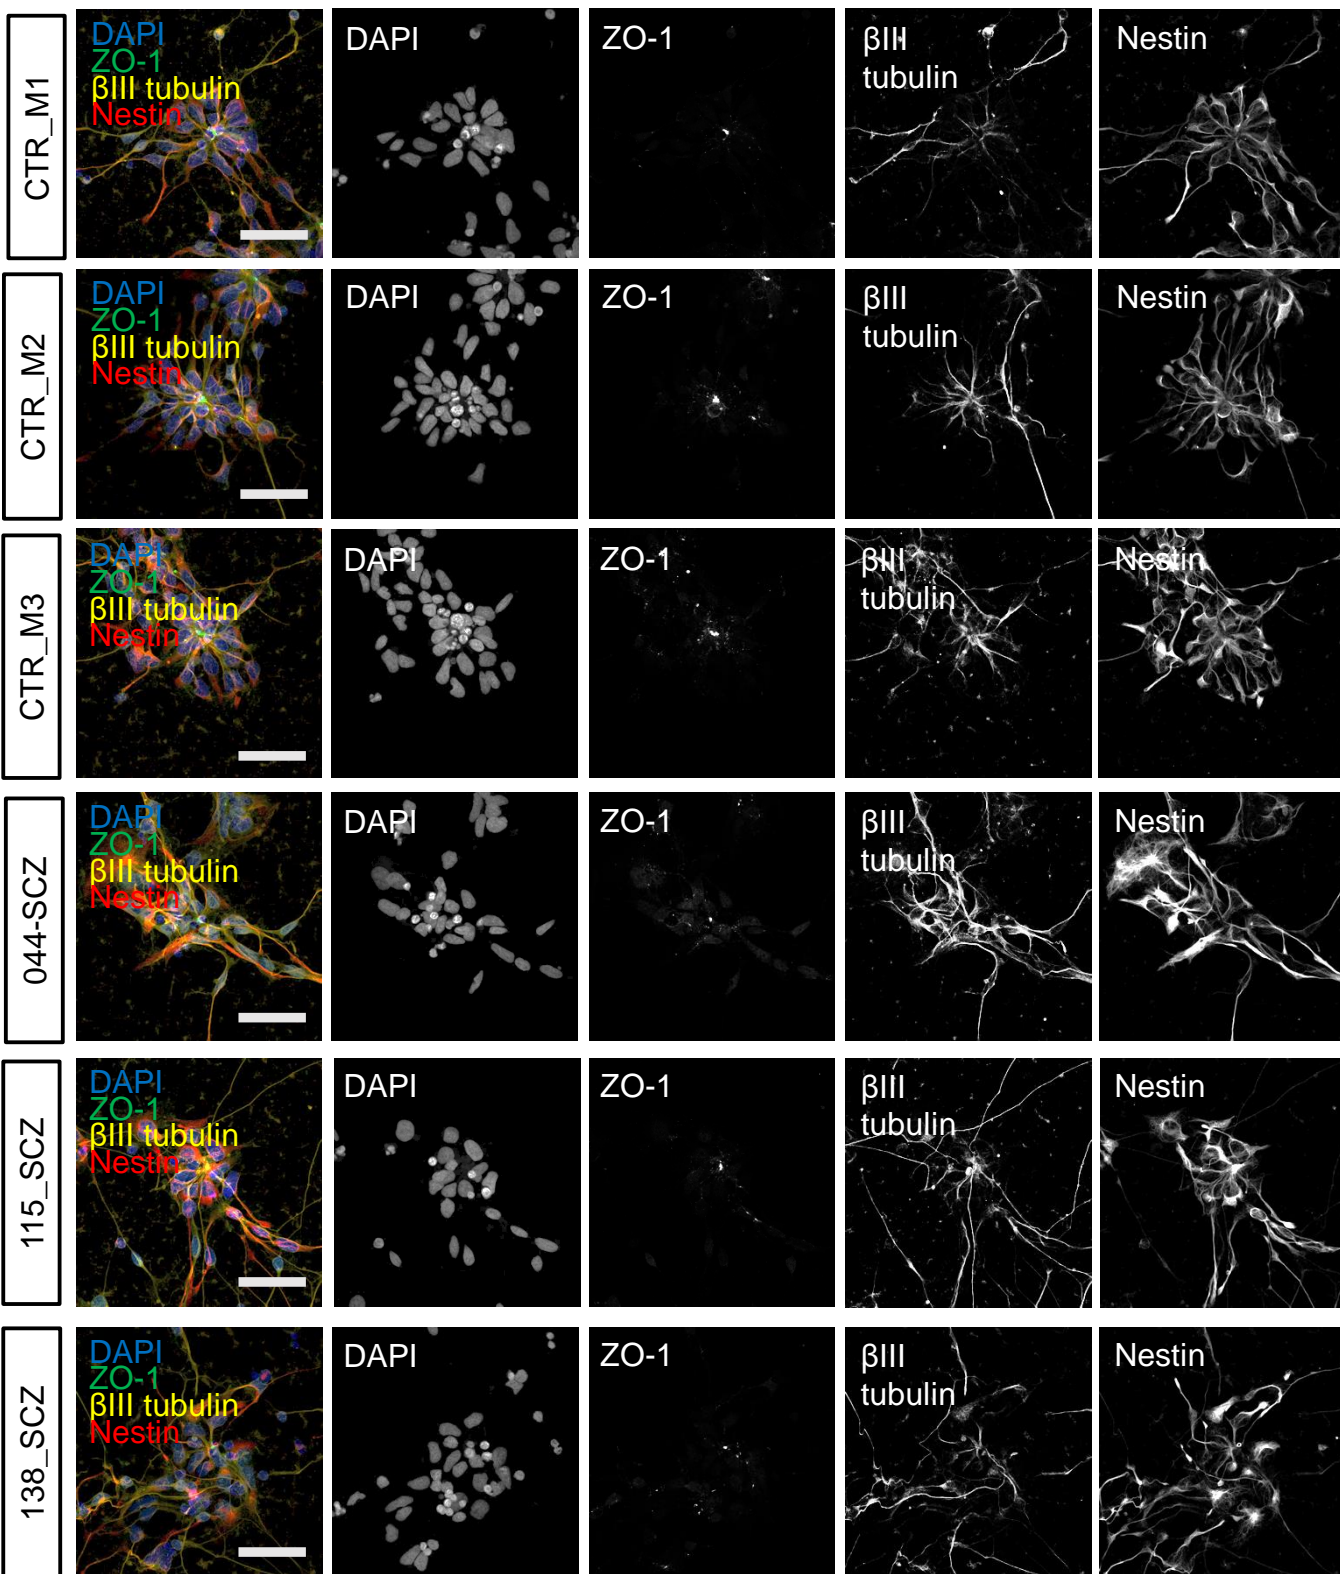 CTR_M1
DAPI
ZO-1
βIII tubulin
Nestin
DAPI
ZO-1
βIII
tubulin
Nestin
CTR_M2
DAPI
ZO-1
βIII tubulin
Nestin
DAPI
ZO-1
βIII
tubulin
Nestin
CTR_M3
DAPI
ZO-1
βIII tubulin
Nestin
DAPI
ZO-1
βIII
tubulin
Nestin
044-SCZ
DAPI
ZO-1
βIII tubulin
Nestin
DAPI
ZO-1
βIII
tubulin
Nestin
115_SCZ
DAPI
ZO-1
βIII tubulin
Nestin
DAPI
ZO-1
βIII
tubulin
Nestin
138_SCZ
DAPI
ZO-1
βIII tubulin
Nestin
DAPI
ZO-1
βIII
tubulin
Nestin